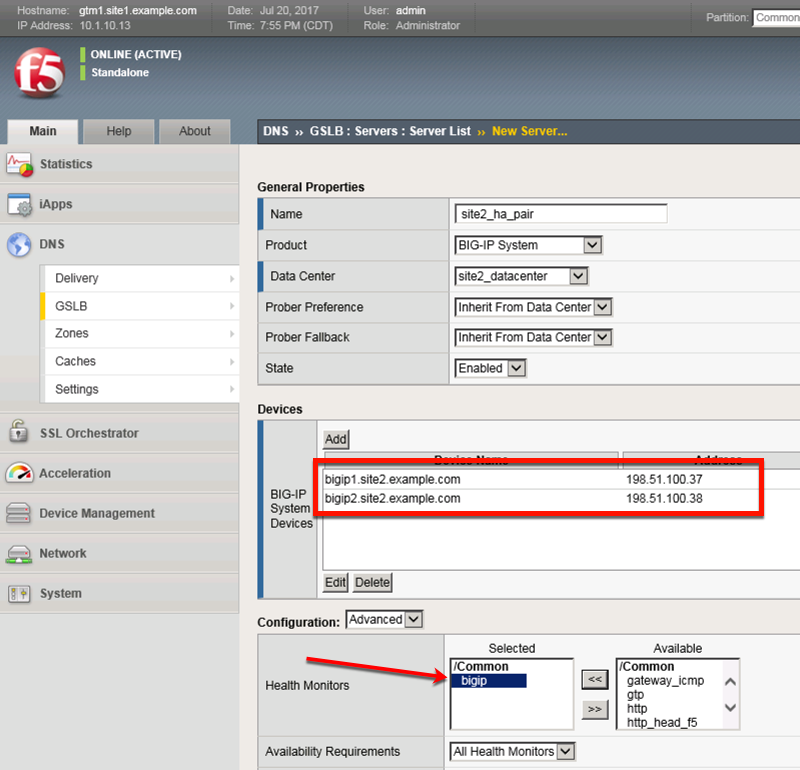 Hostname: gtm1.site1.example.com Date: Jul 20, 2017 User: admin
IP Address: 10.1.10.13 Time: 7:55 PM (CDT) Role: Administrator
Partition: Common
f5
ONLINE (ACTIVE)
Standalone
Main Help About
DNS ›› GSLB : Servers : Server List ›› New Server...
Statistics
iApps
DNS
Delivery
GSLB
Zones
Caches
Settings
SSL Orchestrator
Acceleration
Device Management
Network
System
General Properties
Name site2_ha_pair
Product BIG-IP System
Data Center site2_datacenter
Prober Preference Inherit From Data Center
Prober Fallback Inherit From Data Center
State Enabled
Devices
BIG-IP
System
Devices
Add
Device Name Address
bigip1.site2.example.com 198.51.100.37
bigip2.site2.example.com 198.51.100.38
Edit Delete
Configuration: Advanced
Health Monitors
Selected Available
/Common
bigip
<<
>>
/Common
gateway_icmp
gtp
http
http_head_f5
Availability Requirements All Health Monitors